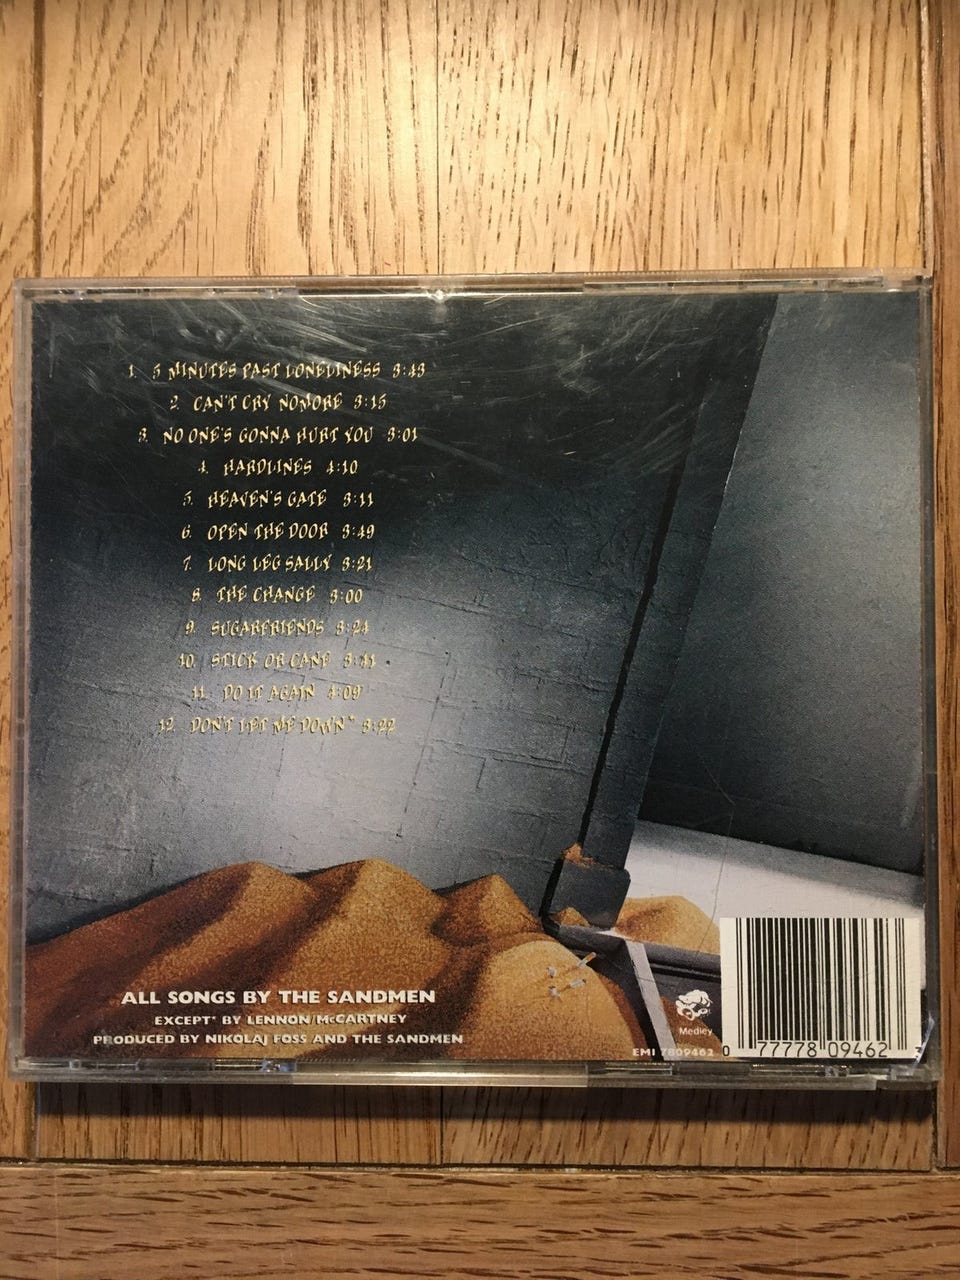 1. 5 MINUTES PAST LONELINESS 3:43
2. CAN'T CRY NOMORE 3:15
3. NO ONE'S GONNA HURT YOU 3:01
4. HARDLINES 4:10
5. HEAVEN'S GATE 3:11
6. OPEN THE DOOR 3:49
7. LONG LEG SALLY 3:21
8. THE CHANGE 3:00
9. SUGARFRIENDS 3:24
10. STICK OR CANE 3:41
11. DO IT AGAIN 4:09
12. DON'T LET ME DOWN* 3:22
ALL SONGS BY THE SANDMEN
EXCEPT* BY LENNON/McCARTNEY
PRODUCED BY NIKOLAJ FOSS AND THE SANDMEN
Medley
EMI 7809462
0 77778 09462